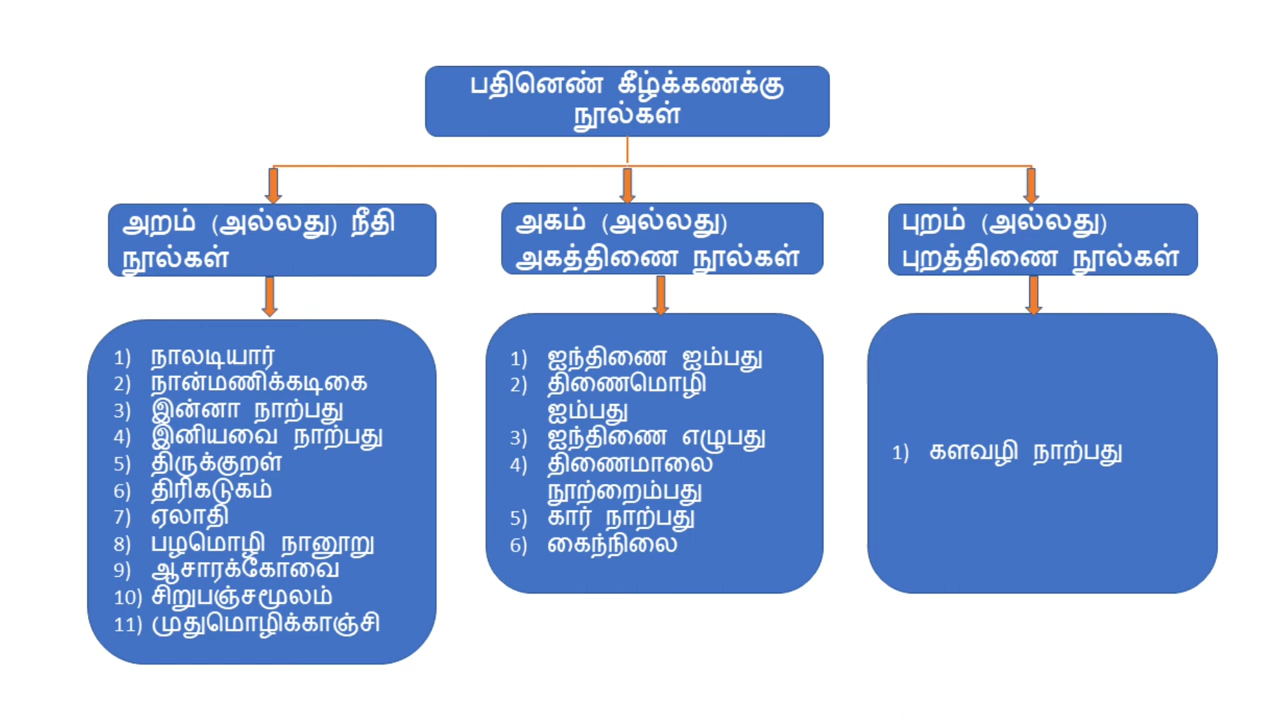 பதினெண் கீழ்க்கணக்கு
நூல்கள்
அறம் (அல்லது) நீதி
நூல்கள்
அகம் (அல்லது)
அகத்திணை நூல்கள்
புறம் (அல்லது)
புறத்திணை நூல்கள்
1) நாலடியார்
2) நான்மணிக்கடிகை
3) இன்னா நாற்பது
4) இனியவை நாற்பது
5) திருக்குறள்
6) திரிகடுகம்
7) ஏலாதி
8) பழமொழி நானூறு
9) ஆசாரக்கோவை
10) சிறுபஞ்சமூலம்
11) முதுமொழிக்காஞ்சி
1) ஐந்திணை ஐம்பது
2) திணைமொழி
ஐம்பது
3) ஐந்திணை எழுபது
4) திணைமாலை
நூற்றைம்பது
5) கார் நாற்பது
6) கைந்நிலை
1) களவழி நாற்பது